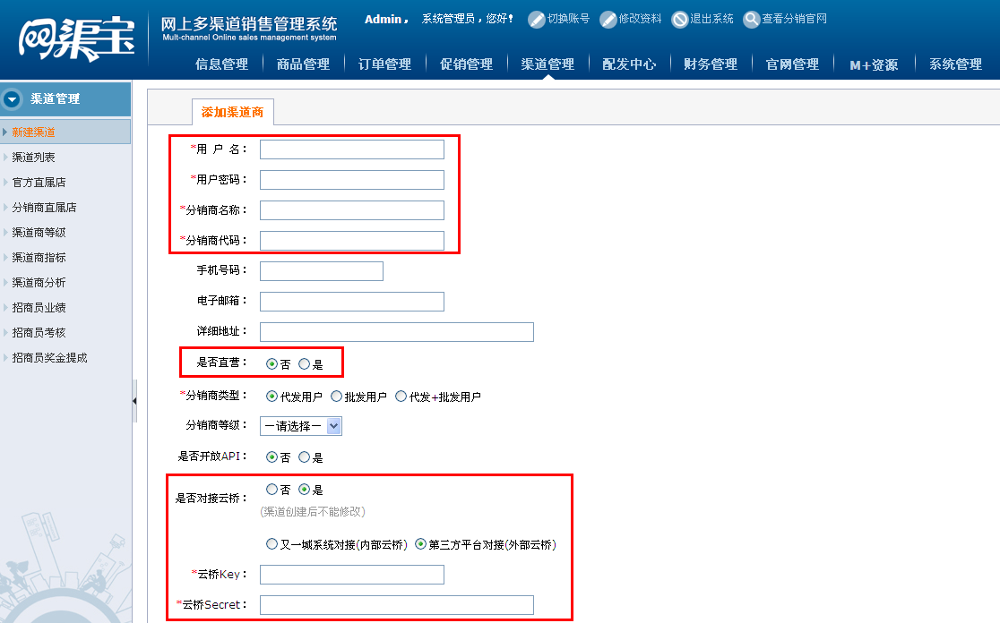 网渠宝
网上多渠道销售管理系统
Mult-channel Online sales management system
Admin， 系统管理员，您好! 切换账号 修改资料 退出系统 查看分销官网
信息管理 商品管理 订单管理 促销管理 渠道管理 配发中心 财务管理 官网管理 M+资源 系统管理
渠道管理
新建渠道
渠道列表
官方直属店
分销商直属店
渠道商等级
渠道商指标
渠道商分析
招商员业绩
招商员考核
招商员奖金提成
添加渠道商
*用 户 名：
*用户密码：
*分销商名称：
*分销商代码：
手机号码：
电子邮箱：
详细地址：
是否直营： 否 是
*分销商类型： 代发用户 批发用户 代发+批发用户
分销商等级： 一请选择一
是否开放API： 否 是
是否对接云桥： 否 是
(渠道创建后不能修改)
又一城系统对接(内部云桥) 第三方平台对接(外部云桥)
*云桥Key：
*云桥Secret：